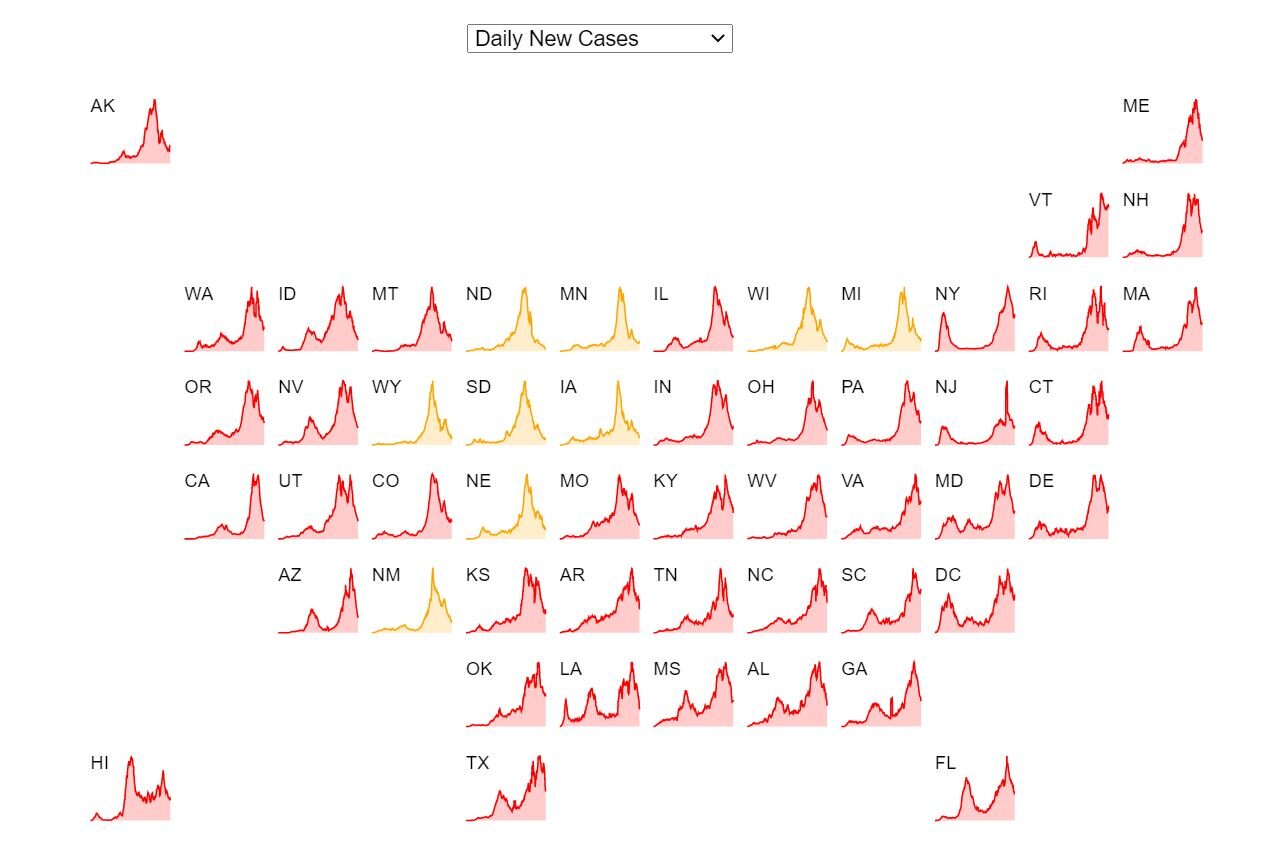 Daily New Cases
AK ME
VT NH
WA ID MT ND MN IL WI MI NY RI MA
OR NV WY SD IA IN OH PA NJ CT
CA UT CO NE MO KY WV VA MD DE
AZ NM KS AR TN NC SC DC
OK LA MS AL GA
HI TX FL